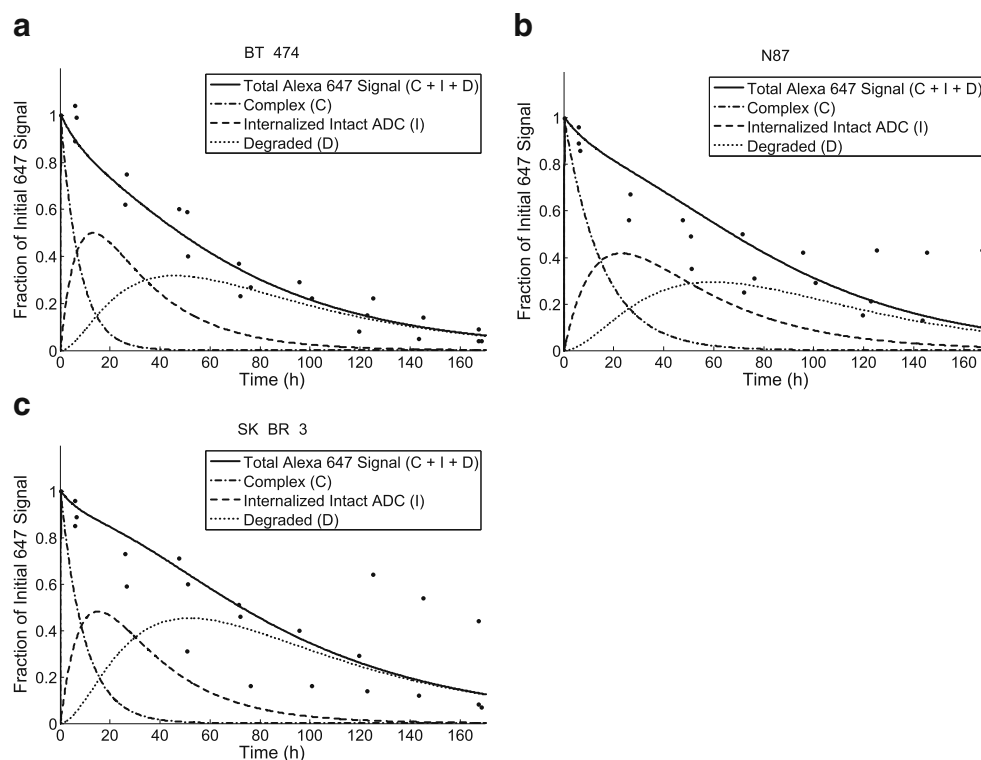 a
BT 474
Total Alexa 647 Signal (C + I + D)
Complex (C)
Internalized Intact ADC (I)
Degraded (D)
Fraction of Initial 647 Signal
1
0.8
0.6
0.4
0.2
0
0 20 40 60 80 100 120 140 160
Time (h)
b
N87
Total Alexa 647 Signal (C + I + D)
Complex (C)
Internalized Intact ADC (I)
Degraded (D)
Fraction of Initial 647 Signal
1
0.8
0.6
0.4
0.2
0
0 20 40 60 80 100 120 140 160
Time (h)
c
SK BR 3
Total Alexa 647 Signal (C + I + D)
Complex (C)
Internalized Intact ADC (I)
Degraded (D)
Fraction of Initial 647 Signal
1
0.8
0.6
0.4
0.2
0
0 20 40 60 80 100 120 140 160
Time (h)